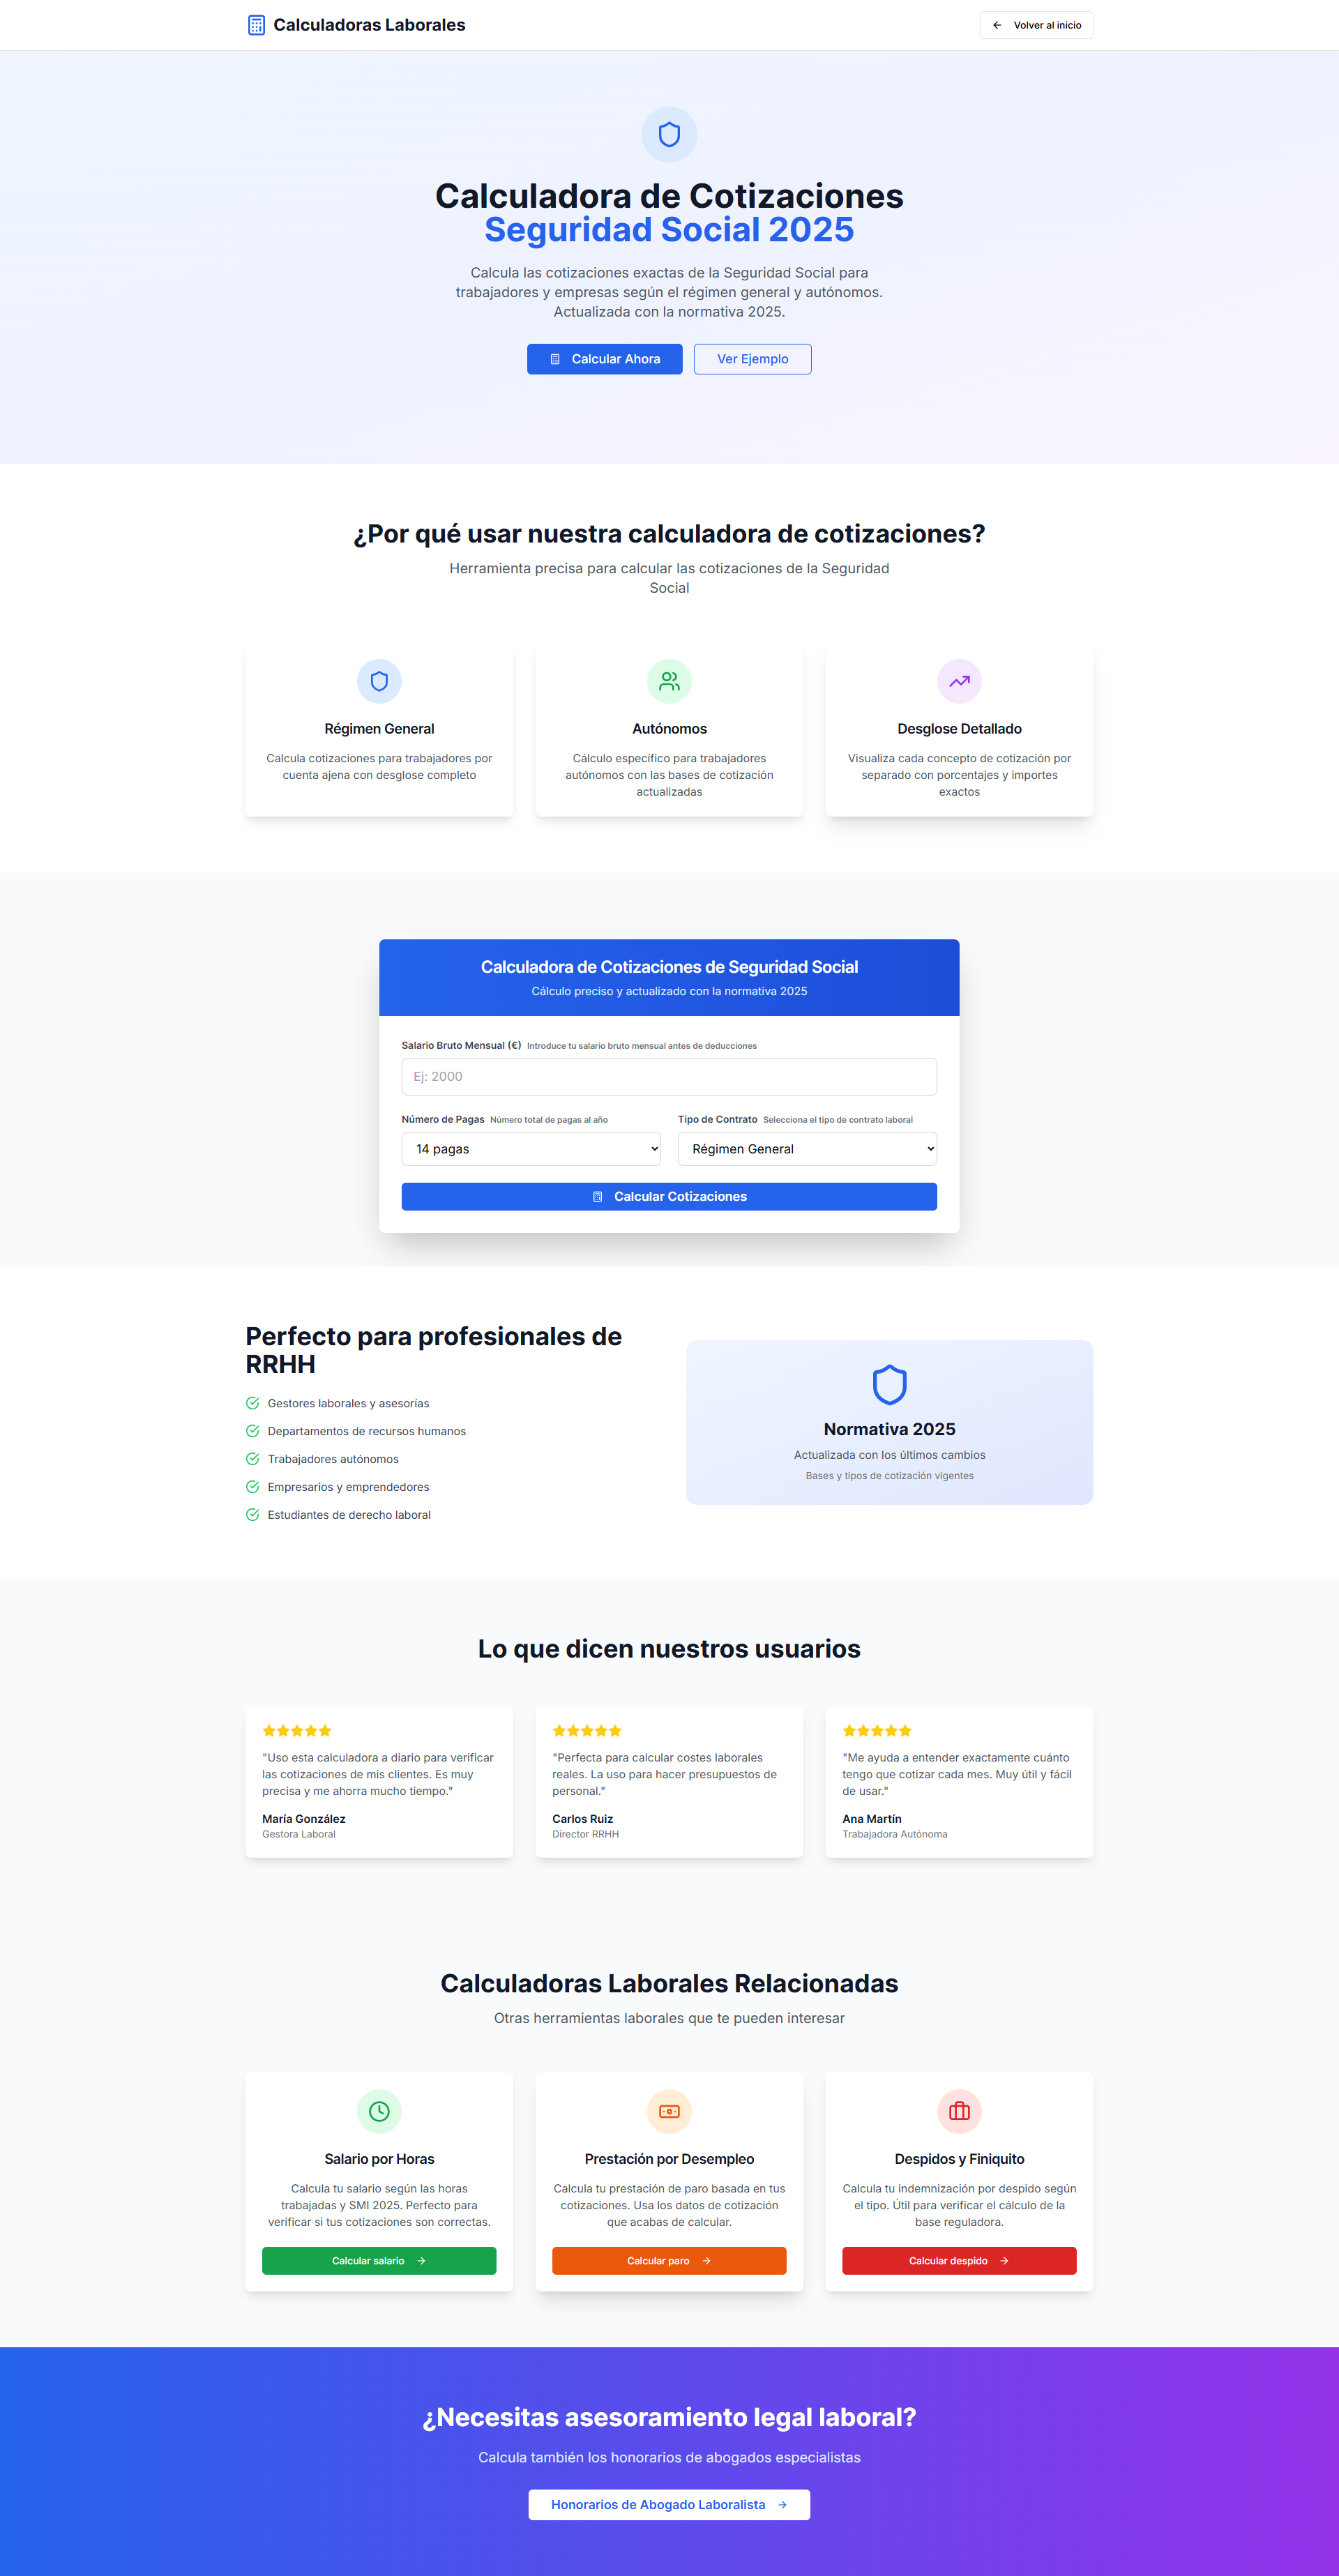 Calculadoras Laborales
Volver al inicio
Calculadora de Cotizaciones
Seguridad Social 2025
Calcula las cotizaciones exactas de la Seguridad Social para
trabajadores y empresas según el régimen general y autónomos.
Actualizada con la normativa 2025.
Calcular Ahora
Ver Ejemplo
¿Por qué usar nuestra calculadora de cotizaciones?
Herramienta precisa para calcular las cotizaciones de la Seguridad
Social
Régimen General
Calcula cotizaciones para trabajadores por
cuenta ajena con desglose completo
Autónomos
Cálculo específico para trabajadores
autónomos con las bases de cotización
actualizadas
Desglose Detallado
Visualiza cada concepto de cotización por
separado con porcentajes y importes
exactos
Calculadora de Cotizaciones de Seguridad Social
Cálculo preciso y actualizado con la normativa 2025
Salario Bruto Mensual (€) Introduce tu salario bruto mensual antes de deducciones
Ej: 2000
Número de Pagas Número total de pagas al año
14 pagas
Tipo de Contrato Selecciona el tipo de contrato laboral
Régimen General
Calcular Cotizaciones
Perfecto para profesionales de
RRHH
Gestores laborales y asesorías
Departamentos de recursos humanos
Trabajadores autónomos
Empresarios y emprendedores
Estudiantes de derecho laboral
Normativa 2025
Actualizada con los últimos cambios
Bases y tipos de cotización vigentes
Lo que dicen nuestros usuarios
"Uso esta calculadora a diario para verificar
las cotizaciones de mis clientes. Es muy
precisa y me ahorra mucho tiempo."
María González
Gestora Laboral
"Perfecta para calcular costes laborales
reales. La uso para hacer presupuestos de
personal."
Carlos Ruiz
Director RRHH
"Me ayuda a entender exactamente cuánto
tengo que cotizar cada mes. Muy útil y fácil
de usar."
Ana Martín
Trabajadora Autónoma
Calculadoras Laborales Relacionadas
Otras herramientas laborales que te pueden interesar
Salario por Horas
Calcula tu salario según las horas
trabajadas y SMI 2025. Perfecto para
verificar si tus cotizaciones son correctas.
Calcular salario
Prestación por Desempleo
Calcula tu prestación de paro basada en tus
cotizaciones. Usa los datos de cotización
que acabas de calcular.
Calcular paro
Despidos y Finiquito
Calcula tu indemnización por despido según
el tipo. Útil para verificar el cálculo de la
base reguladora.
Calcular despido
¿Necesitas asesoramiento legal laboral?
Calcula también los honorarios de abogados especialistas
Honorarios de Abogado Laboralista